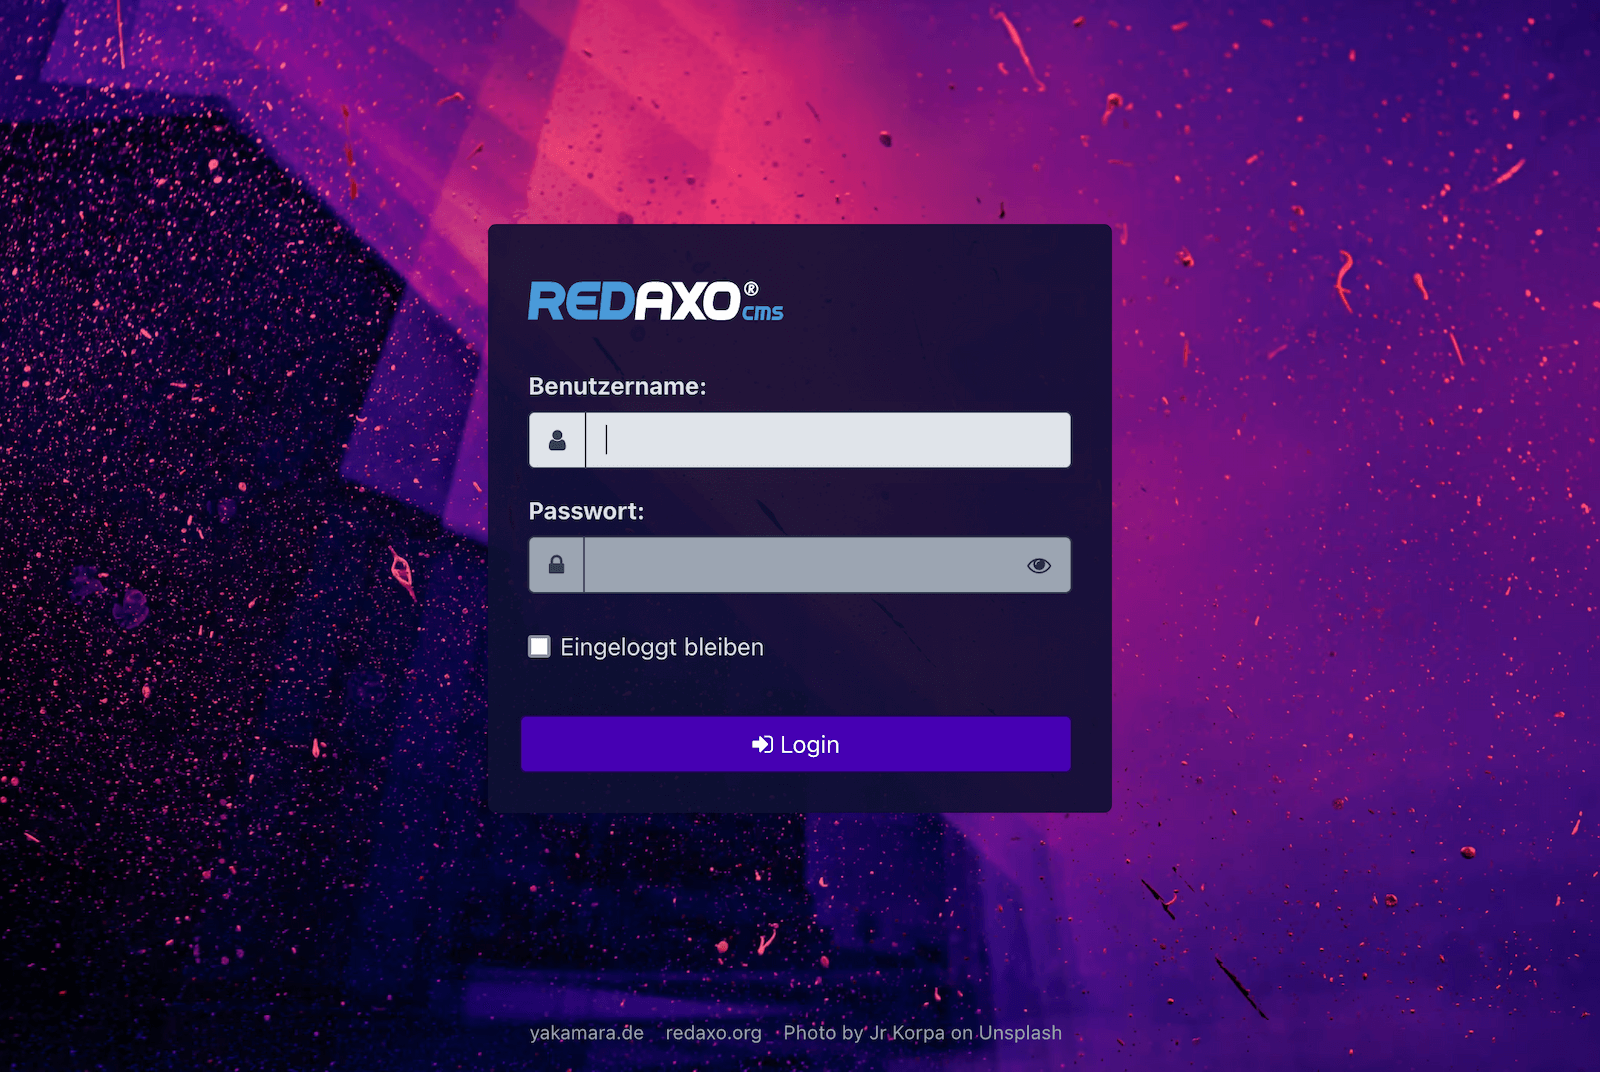 REDAXO® cms
Benutzername:
Passwort:
Eingeloggt bleiben
Login
yakamara.de redaxo.org Photo by Jr Korpa on Unsplash